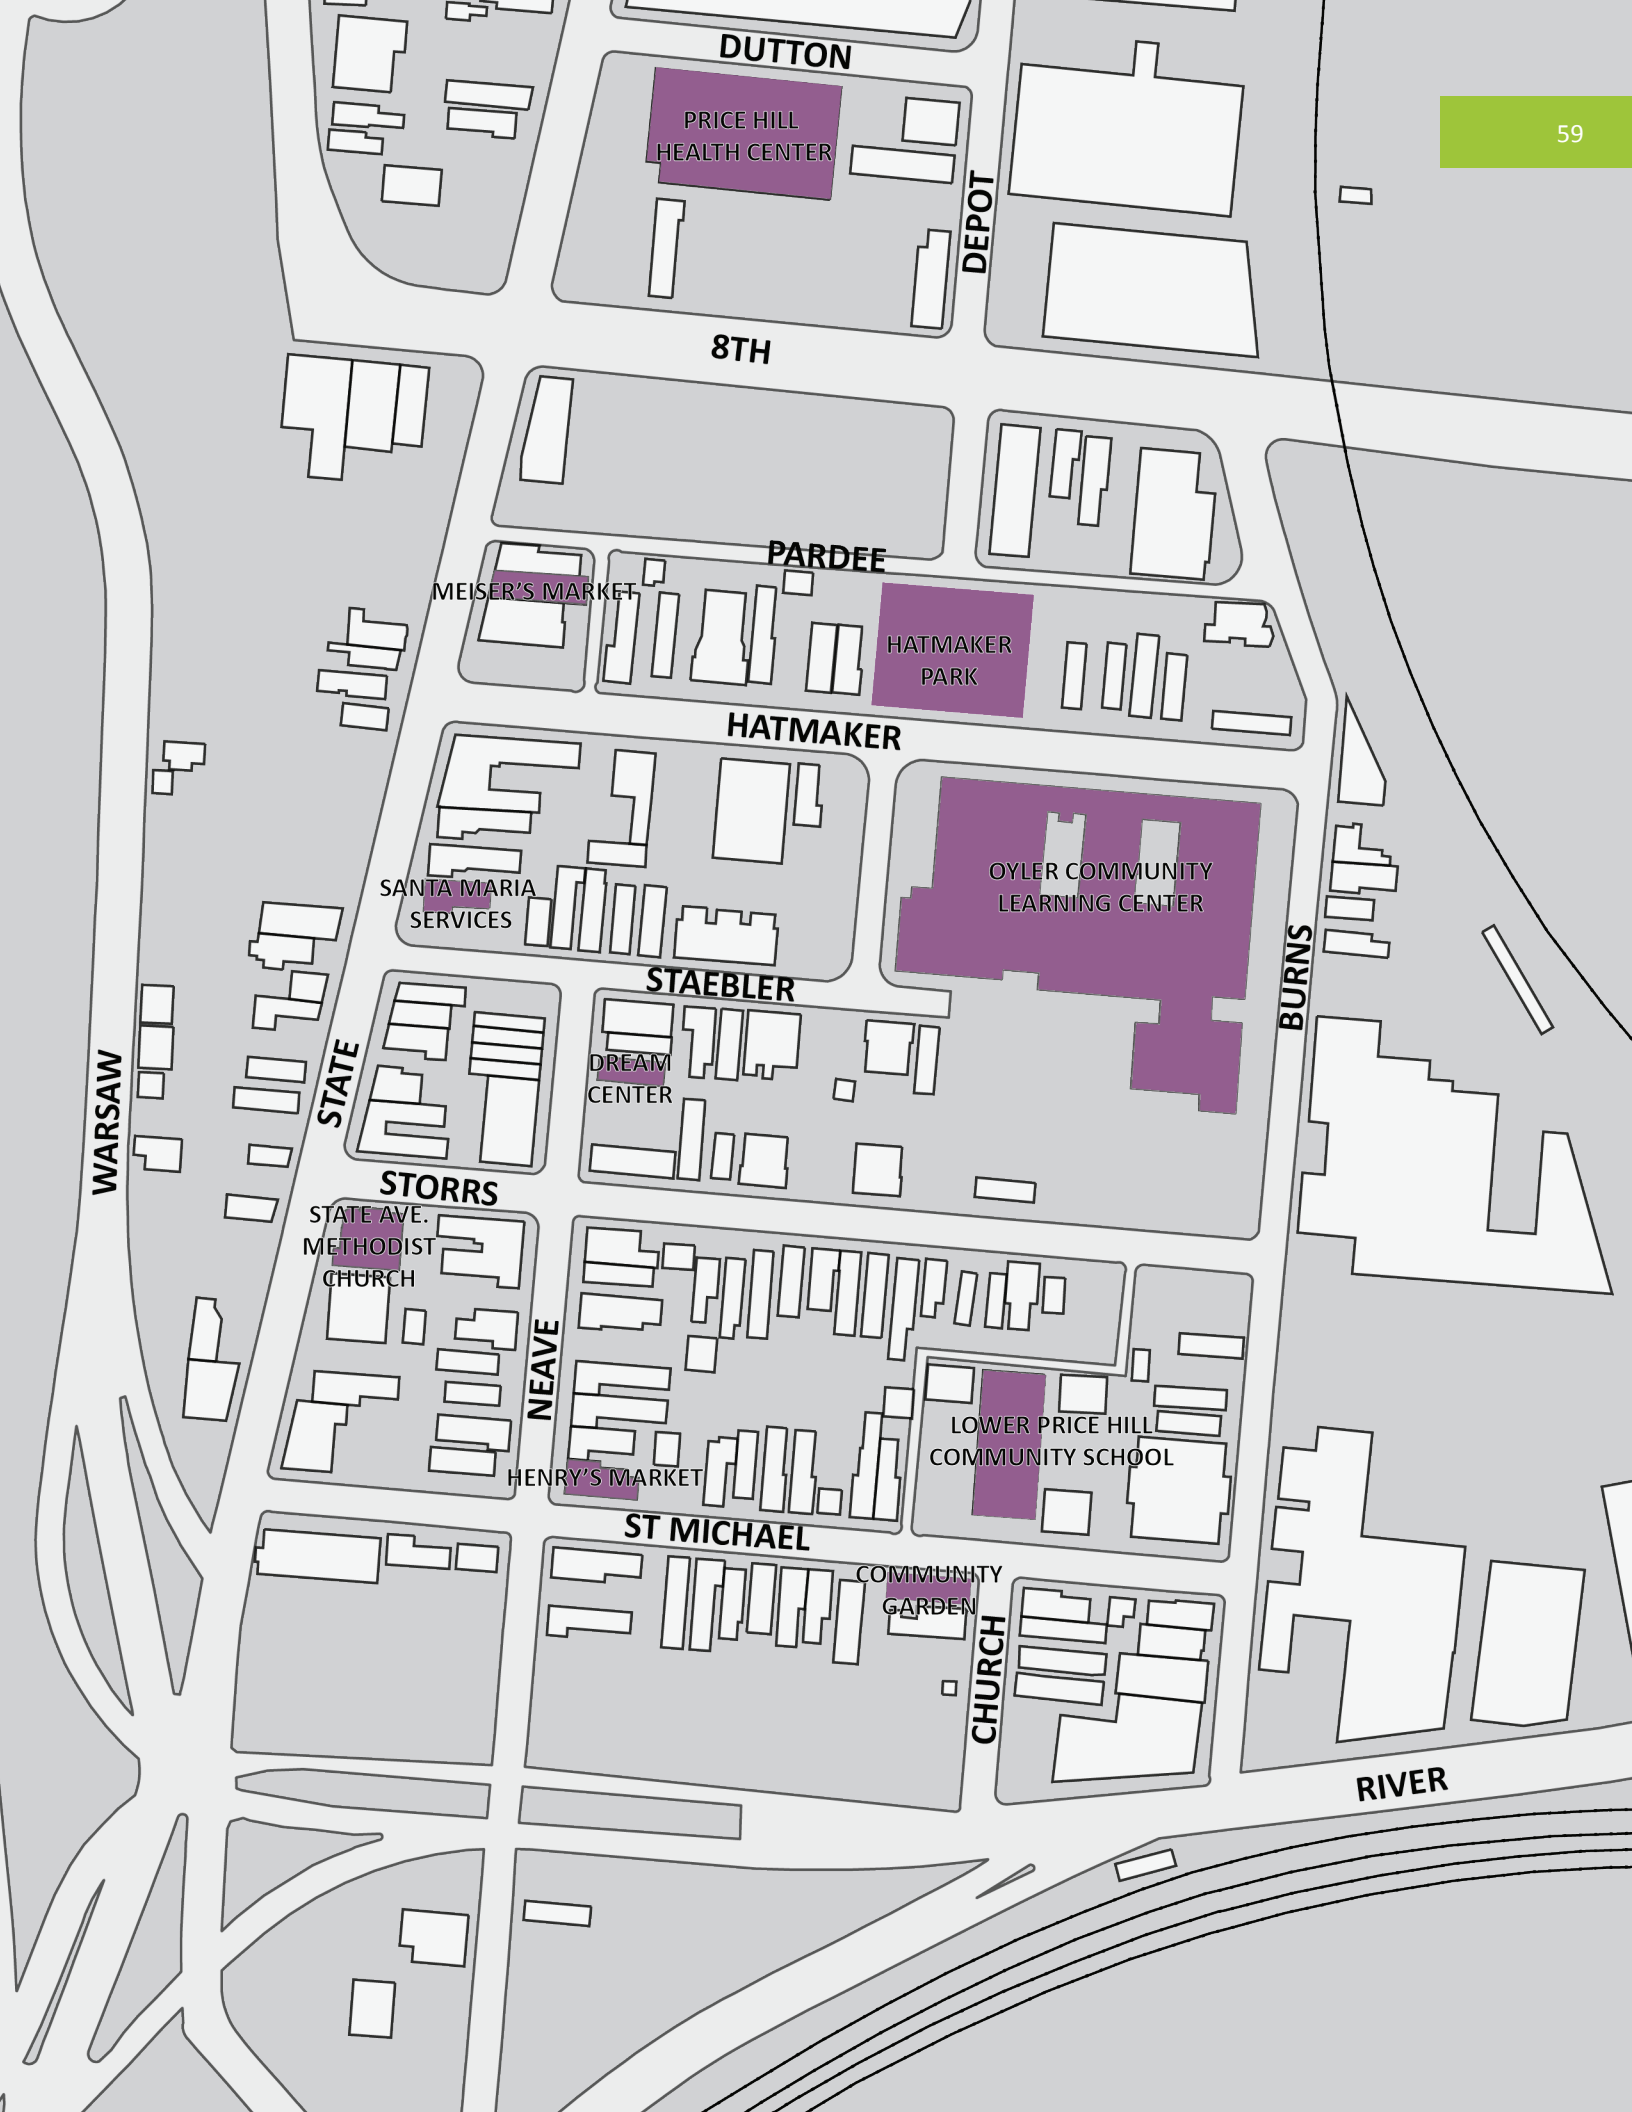 DUTTON
59
PRICE HILL
HEALTH CENTER
DEPOT
8TH
PARDEE
MEISER'S MARKET
HATMAKER
PARK
HATMAKER
OYLER COMMUNITY
LEARNING CENTER
SANTA MARIA
SERVICES
BURNS
STAEBLER
DREAM
CENTER
STATE
WARSAW
STORRS
STATE AVE.
METHODIST
CHURCH
NEAVE
LOWER PRICE HILL
COMMUNITY SCHOOL
HENRY'S MARKET
ST MICHAEL
COMMUNITY
GARDEN
CHURCH
RIVER